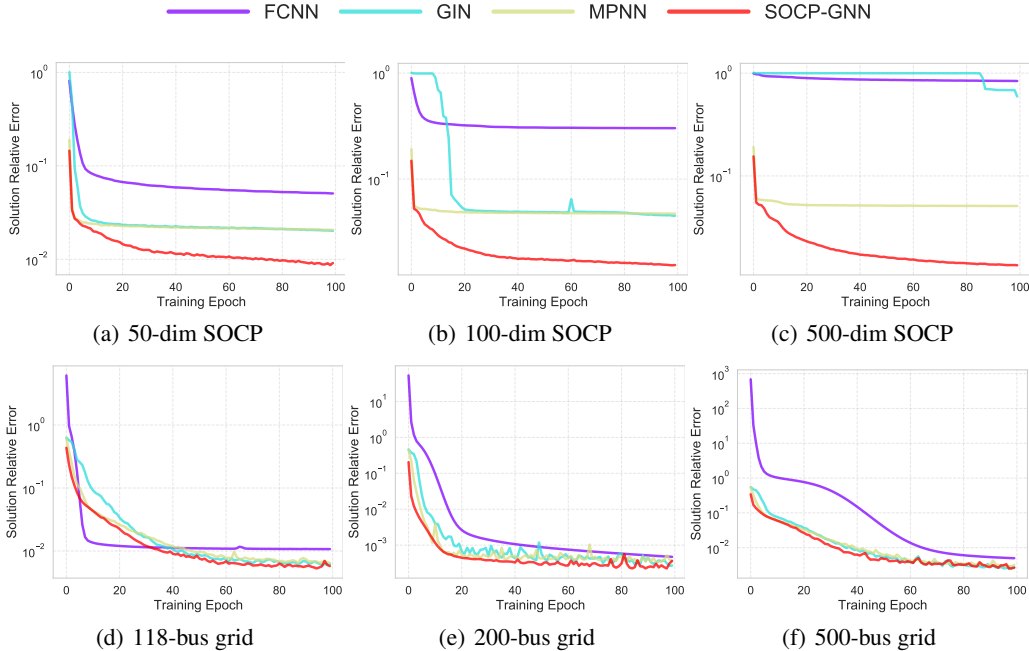 FCNN GIN MPNN SOCP-GNN
Solution Relative Error
10^0
10^-1
10^-2
0 20 40 60 80 100
Training Epoch
(a) 50-dim SOCP
Solution Relative Error
10^0
10^-1
0 20 40 60 80 100
Training Epoch
(b) 100-dim SOCP
Solution Relative Error
10^0
10^-1
0 20 40 60 80 100
Training Epoch
(c) 500-dim SOCP
Solution Relative Error
10^0
10^-1
10^-2
0 20 40 60 80 100
Training Epoch
(d) 118-bus grid
Solution Relative Error
10^1
10^0
10^-1
10^-2
10^-3
0 20 40 60 80 100
Training Epoch
(e) 200-bus grid
Solution Relative Error
10^3
10^2
10^1
10^0
10^-1
10^-2
0 20 40 60 80 100
Training Epoch
(f) 500-bus grid